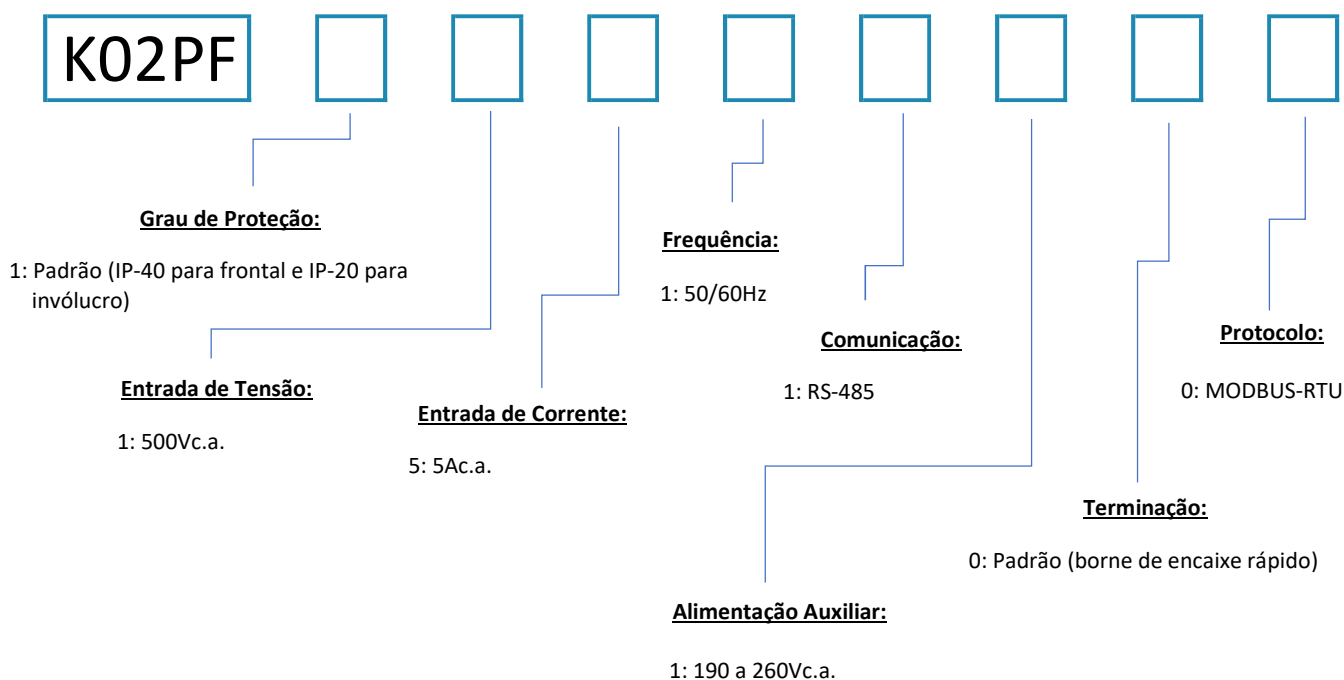 K02PF
Grau de Proteção:
1: Padrão (IP-40 para frontal e IP-20 para
invólucro)
Entrada de Tensão:
1: 500Vc.a.
Entrada de Corrente:
5: 5Ac.a.
Frequência:
1: 50/60Hz
Comunicação:
1: RS-485
Alimentação Auxiliar:
1: 190 a 260Vc.a.
Terminação:
0: Padrão (borne de encaixe rápido)
Protocolo:
0: MODBUS-RTU